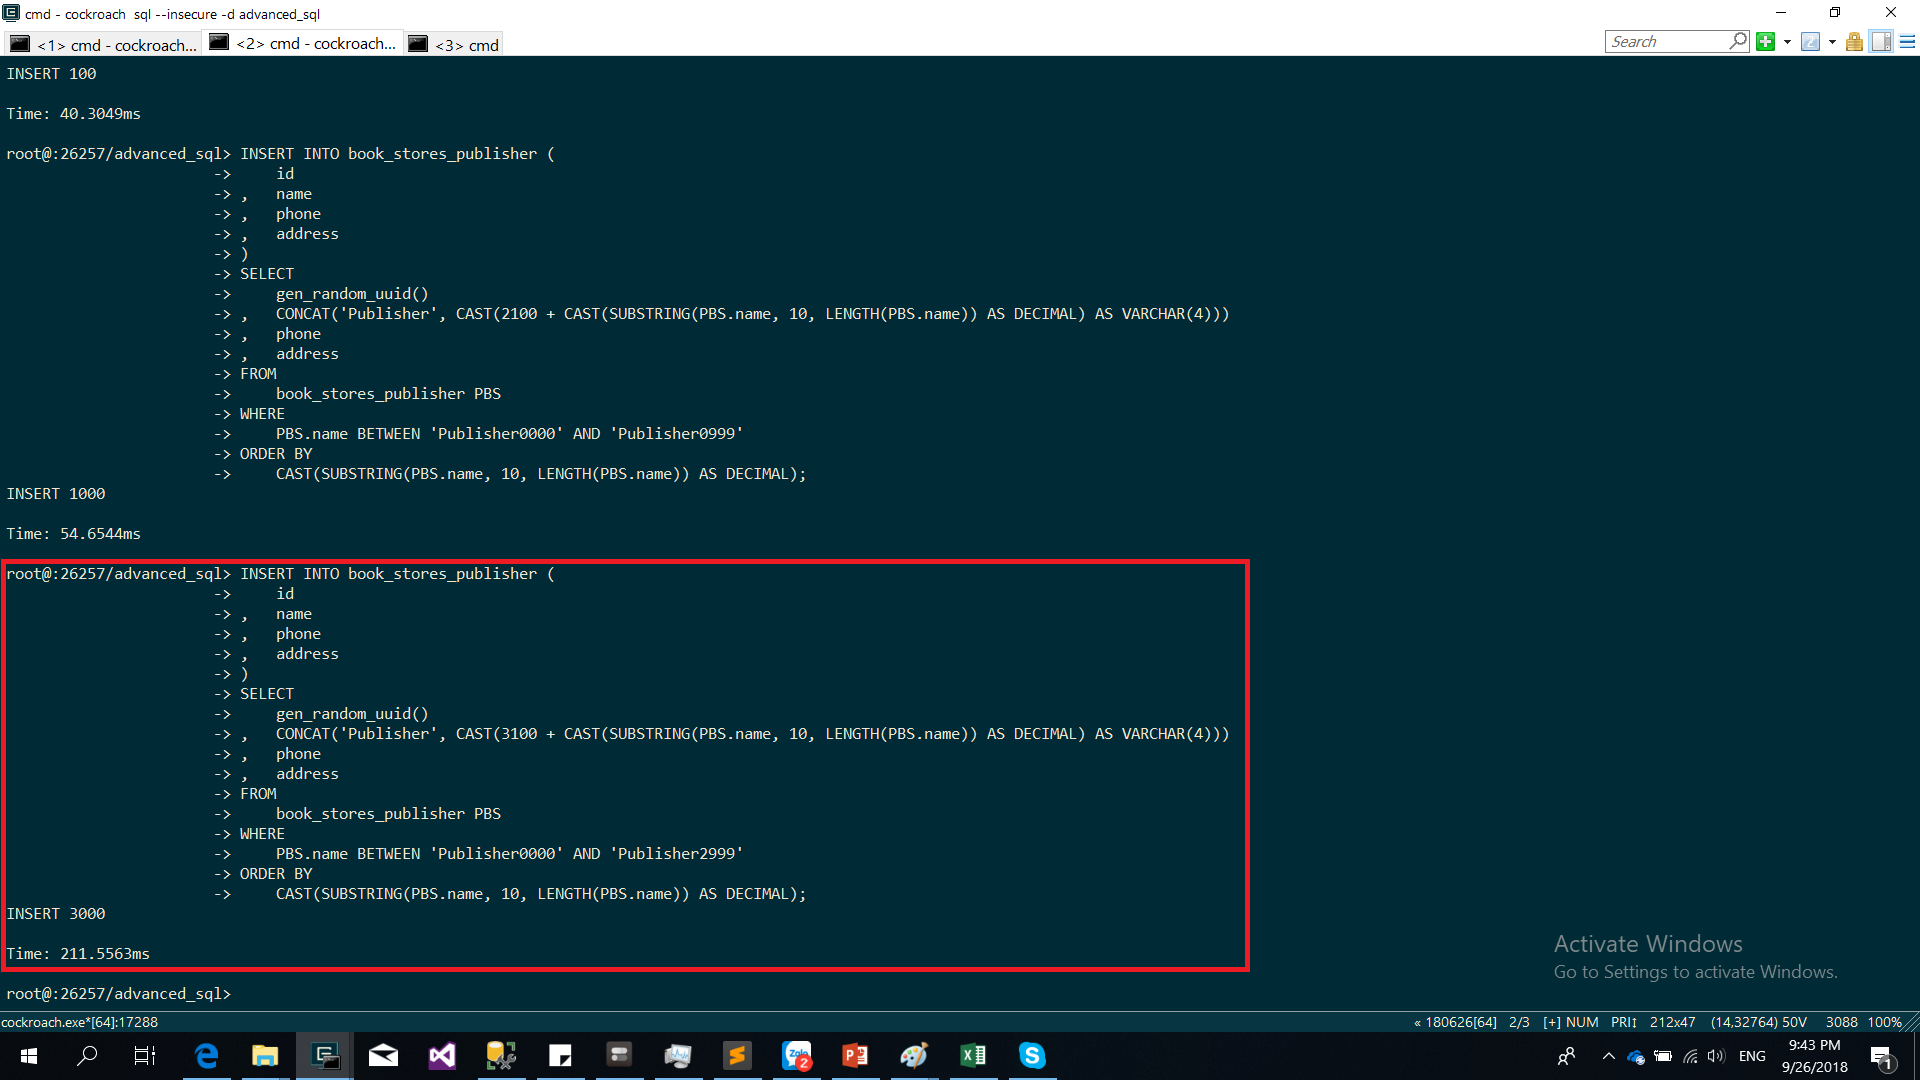 cmd - cockroach  sql --insecure -d advanced_sql
<1> cmd - cockroach... <2> cmd - cockroach... <3> cmd
Search
INSERT 100
Time: 40.3049ms
root@:26257/advanced_sql> INSERT INTO book_stores_publisher (
->     id
-> ,   name
-> ,   phone
-> ,   address
-> )
-> SELECT
->     gen_random_uuid()
-> ,   CONCAT('Publisher', CAST(2100 + CAST(SUBSTRING(PBS.name, 10, LENGTH(PBS.name)) AS DECIMAL) AS VARCHAR(4)))
-> ,   phone
-> ,   address
-> FROM
->     book_stores_publisher PBS
-> WHERE
->     PBS.name BETWEEN 'Publisher0000' AND 'Publisher0999'
-> ORDER BY
->     CAST(SUBSTRING(PBS.name, 10, LENGTH(PBS.name)) AS DECIMAL);
INSERT 1000
Time: 54.6544ms
root@:26257/advanced_sql> INSERT INTO book_stores_publisher (
->     id
-> ,   name
-> ,   phone
-> ,   address
-> )
-> SELECT
->     gen_random_uuid()
-> ,   CONCAT('Publisher', CAST(3100 + CAST(SUBSTRING(PBS.name, 10, LENGTH(PBS.name)) AS DECIMAL) AS VARCHAR(4)))
-> ,   phone
-> ,   address
-> FROM
->     book_stores_publisher PBS
-> WHERE
->     PBS.name BETWEEN 'Publisher0000' AND 'Publisher2999'
-> ORDER BY
->     CAST(SUBSTRING(PBS.name, 10, LENGTH(PBS.name)) AS DECIMAL);
INSERT 3000
Time: 211.5563ms
root@:26257/advanced_sql>
Activate Windows
Go to Settings to activate Windows.
cockroach.exe*[64]:17288 « 180626[64] 2/3 [+] NUM PRI↕ 212x47 (14,32764) 50V 3088 100%
Zalo 2
ENG 9:43 PM
9/26/2018
1